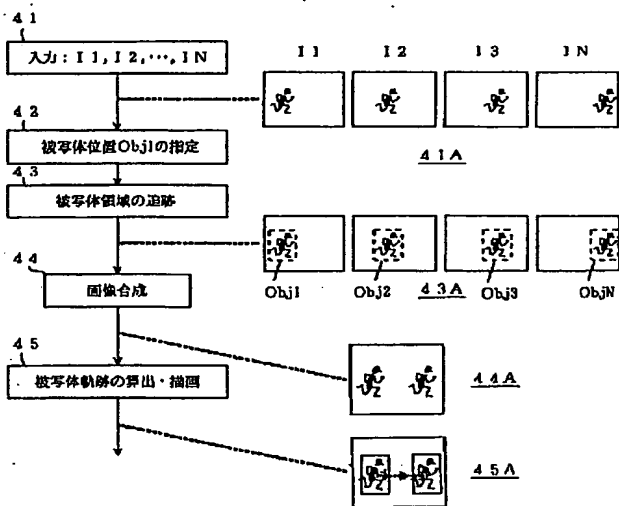 41
入力：I1,I2,…,IN
I1 I2 I3 IN
41A
42
被写体位置Obj1の指定
43
被写体領域の追跡
Obj1 Obj2 43A Obj3 ObjN
44
画像合成
44A
45
被写体軌跡の算出・描画
45A